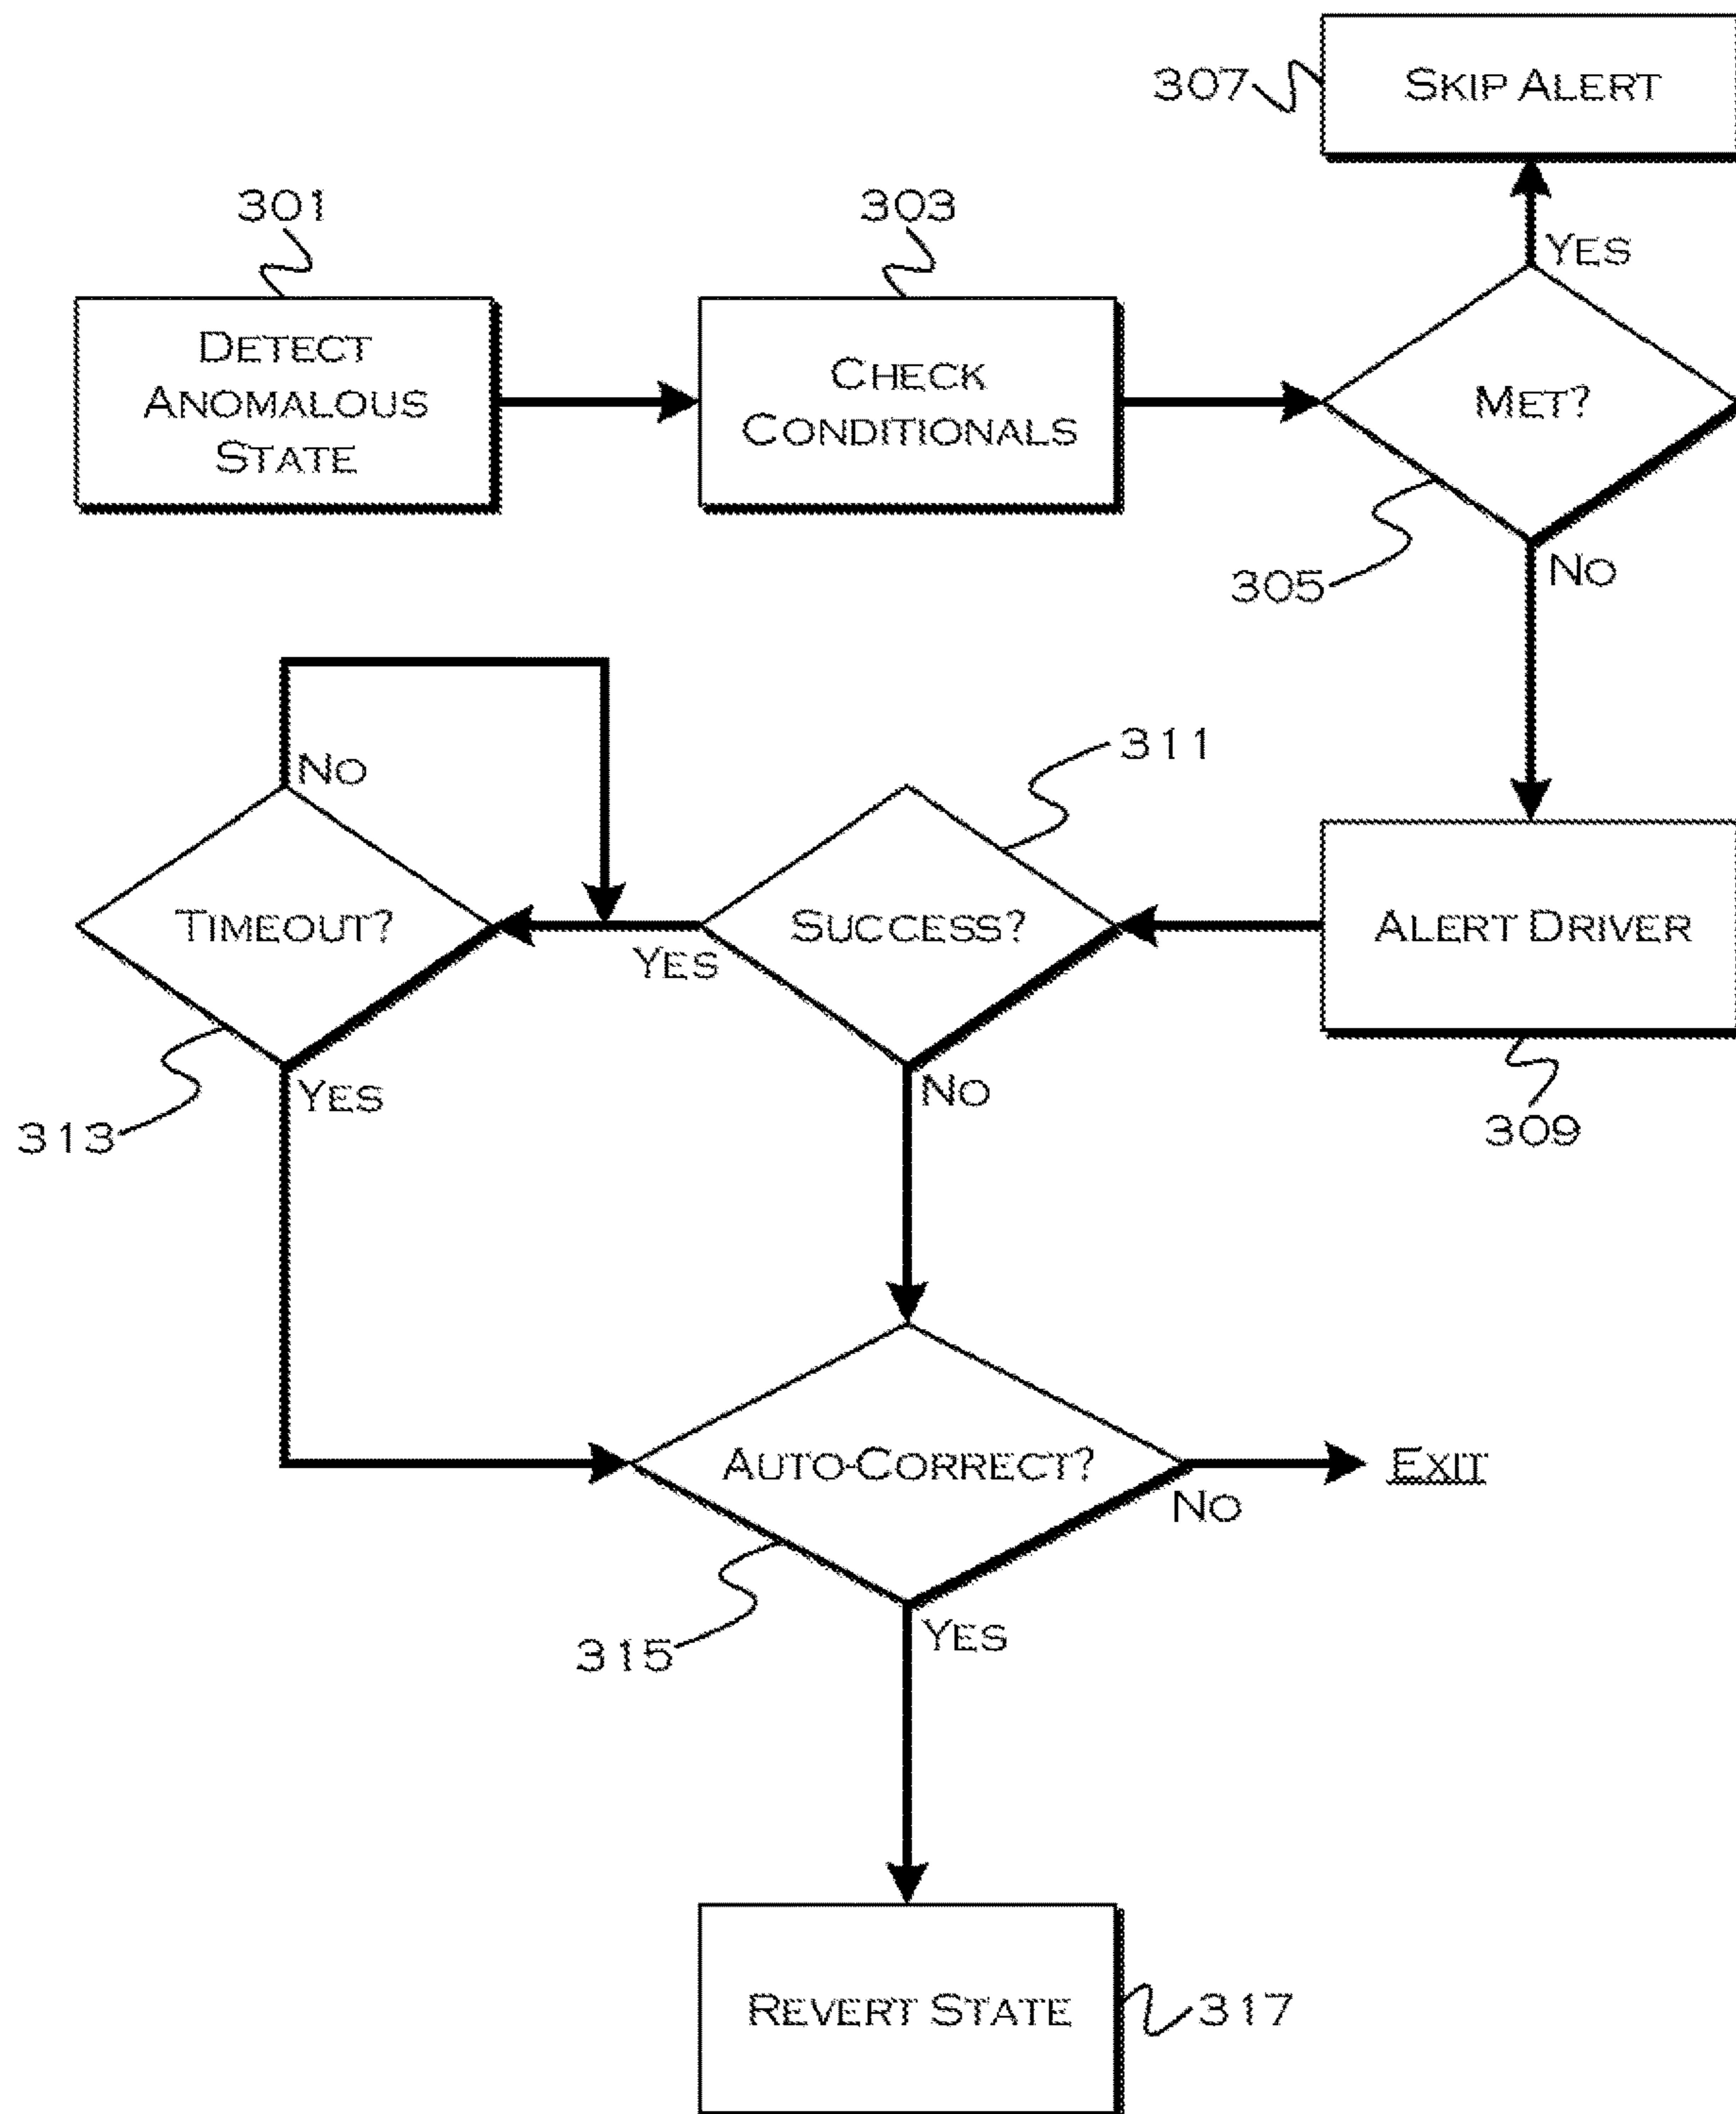 307
SKIP ALERT
301
303
YES
DETECT
ANOMALOUS
STATE
CHECK
CONDITIONALS
MET?
305
NO
311
NO
TIMEOUT?
YES
SUCCESS?
ALERT DRIVER
313
YES
NO
309
AUTO-CORRECT?
EXIT
NO
315
YES
REVERT STATE
317